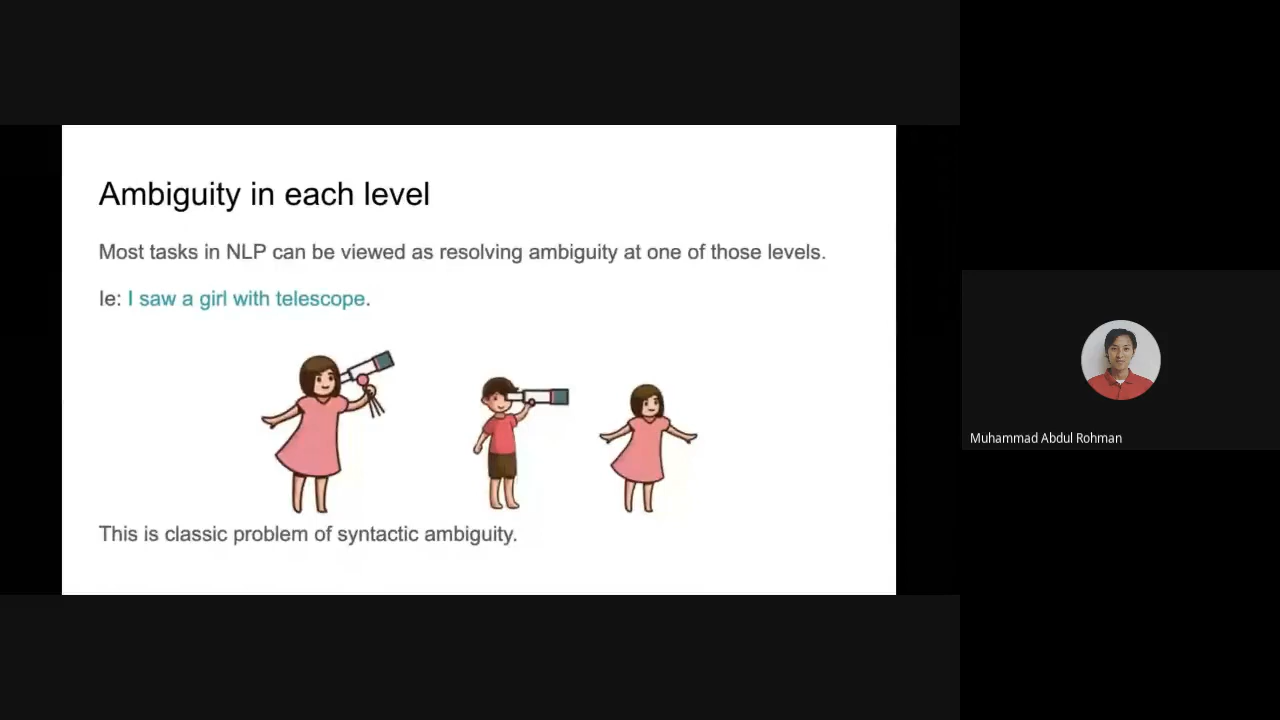 Ambiguity in each level
Most tasks in NLP can be viewed as resolving ambiguity at one of those levels.
Ie: I saw a girl with telescope.
This is classic problem of syntactic ambiguity.
Muhammad Abdul Rohman